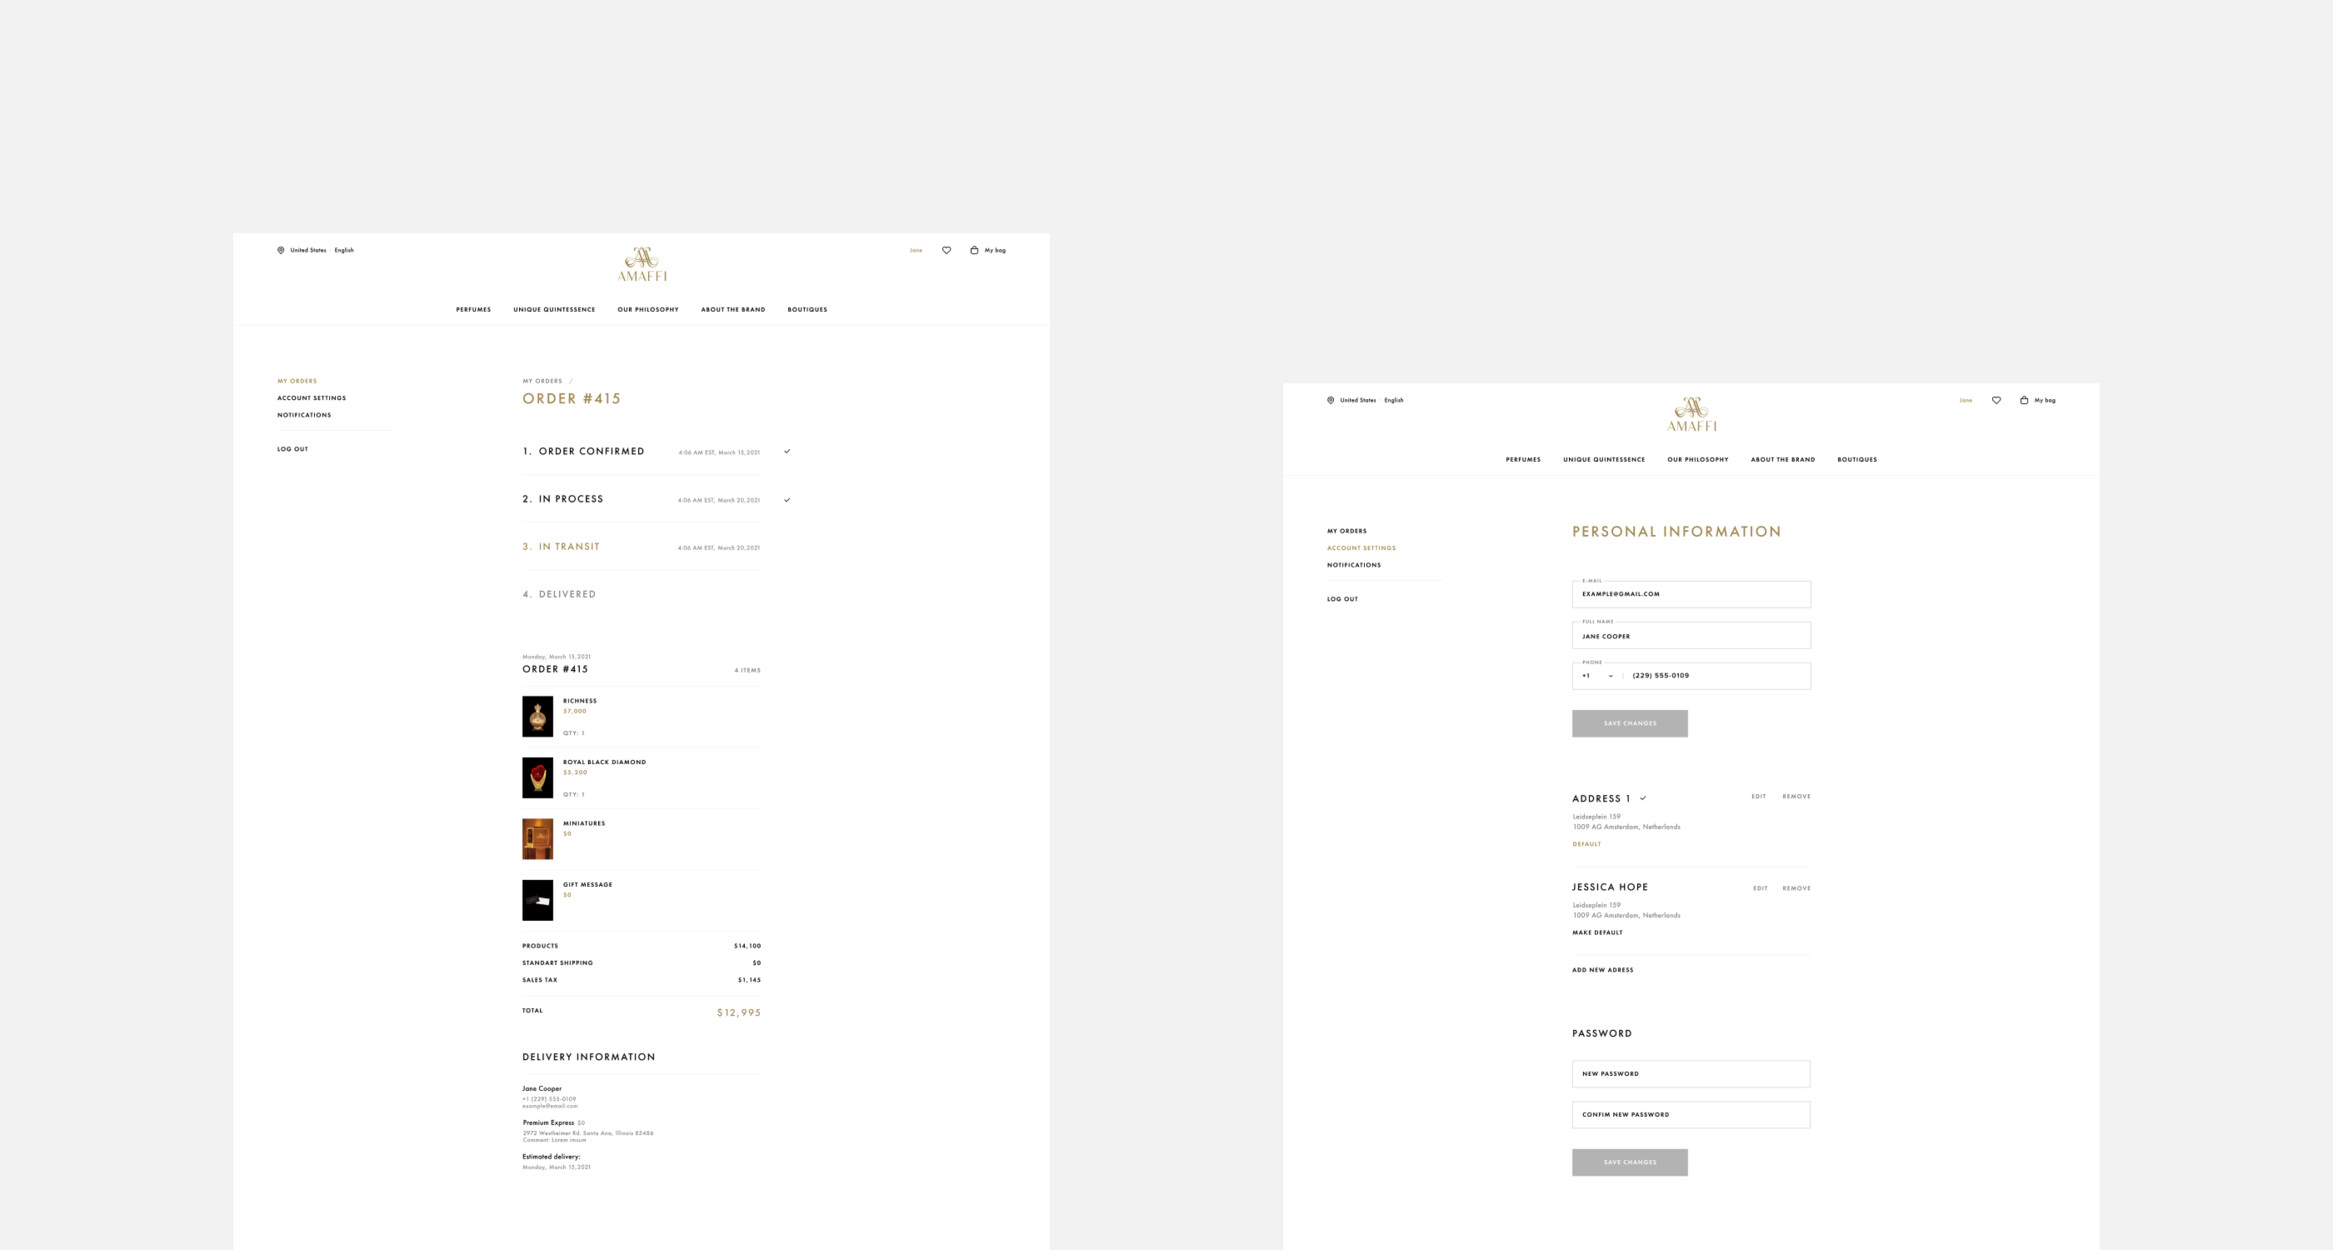 United States · English
AMAFFI
Jane
My bag
PERFUMES UNIQUE QUINTESSENCE OUR PHILOSOPHY ABOUT THE BRAND BOUTIQUES
MY ORDERS
ACCOUNT SETTINGS
NOTIFICATIONS
LOG OUT
MY ORDERS /
ORDER #415
1. ORDER CONFIRMED 4:06 AM EST, March 15,2021
2. IN PROCESS 4:06 AM EST, March 20,2021
3. IN TRANSIT 4:06 AM EST, March 20,2021
4. DELIVERED
Monday, March 15,2021
ORDER #415 4 ITEMS
RICHNESS
$7,000
QTY: 1
ROYAL BLACK DIAMOND
$5,200
QTY: 1
MINIATURES
$0
GIFT MESSAGE
$0
PRODUCTS $14,100
STANDART SHIPPING $0
SALES TAX $1,145
TOTAL $12,995
DELIVERY INFORMATION
Jane Cooper
+1 (229) 555-0109
example@email.com
Premium Express $0
2972 Westheimer Rd. Santa Ana, Illinois 85486
Comment: Lorem imsum
Estimated delivery:
Monday, March 15,2021
United States · English
AMAFFI
Jane
My bag
PERFUMES UNIQUE QUINTESSENCE OUR PHILOSOPHY ABOUT THE BRAND BOUTIQUES
MY ORDERS
ACCOUNT SETTINGS
NOTIFICATIONS
LOG OUT
PERSONAL INFORMATION
E-MAIL
EXAMPLE@GMAIL.COM
FULL NAME
JANE COOPER
PHONE
+1 (229) 555-0109
SAVE CHANGES
ADDRESS 1 EDIT REMOVE
Leidseplein 159
1009 AG Amsterdam, Netherlands
DEFAULT
JESSICA HOPE EDIT REMOVE
Leidseplein 159
1009 AG Amsterdam, Netherlands
MAKE DEFAULT
ADD NEW ADRESS
PASSWORD
NEW PASSWORD
CONFIM NEW PASSWORD
SAVE CHANGES